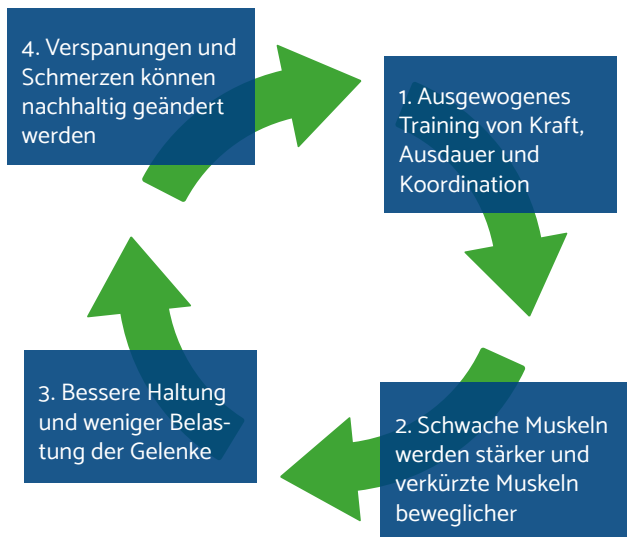 4. Verspanungen und
Schmerzen können
nachhaltig geändert
werden
1. Ausgewogenes
Training von Kraft,
Ausdauer und
Koordination
3. Bessere Haltung
und weniger Belas-
tung der Gelenke
2. Schwache Muskeln
werden stärker und
verkürzte Muskeln
beweglicher